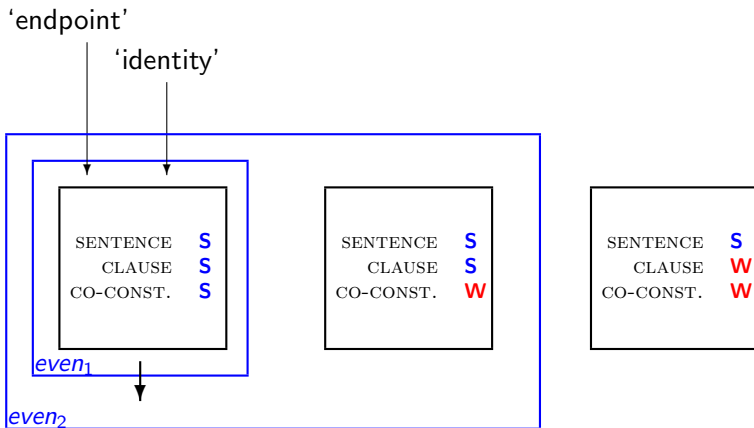 ‘endpoint’
‘identity’
SENTENCE S
CLAUSE S
CO-CONST. S
SENTENCE S
CLAUSE S
CO-CONST. W
SENTENCE S
CLAUSE W
CO-CONST. W
even₁
even₂